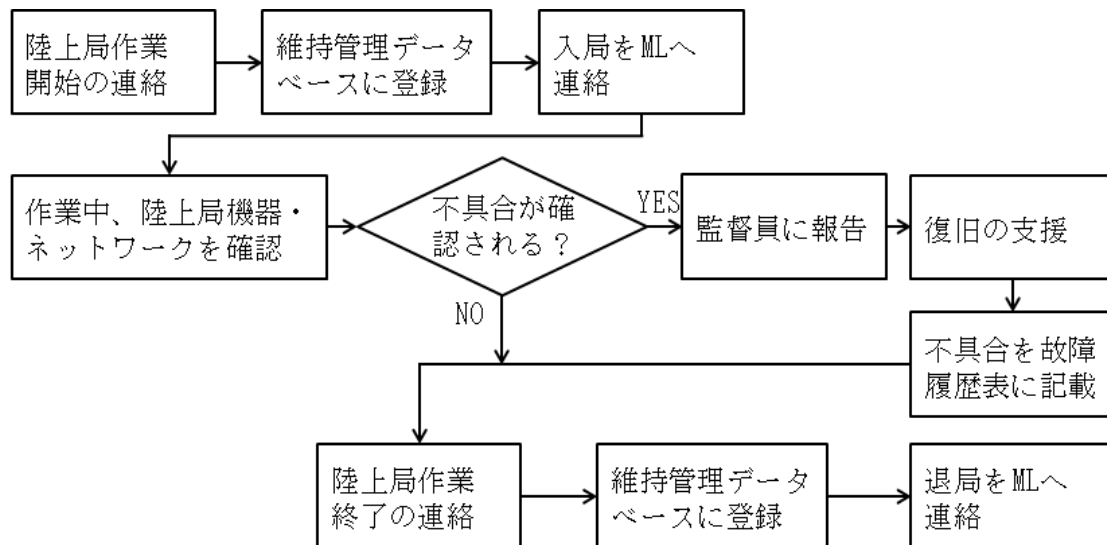 陸上局作業
開始の連絡
維持管理データ
ベースに登録
入局をMLへ
連絡
作業中、陸上局機器・
ネットワークを確認
不具合が確
認される？
YES
監督員に報告
復旧の支援
NO
不具合を故障
履歴表に記載
陸上局作業
終了の連絡
維持管理データ
ベースに登録
退局をMLへ
連絡